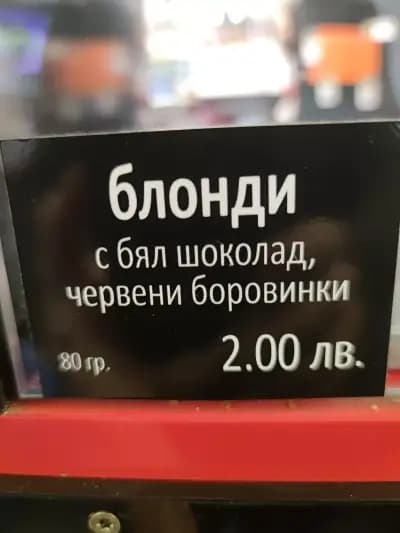 блонди
с бял шоколад,
червени боровинки
80 гр.
2.00 лв.